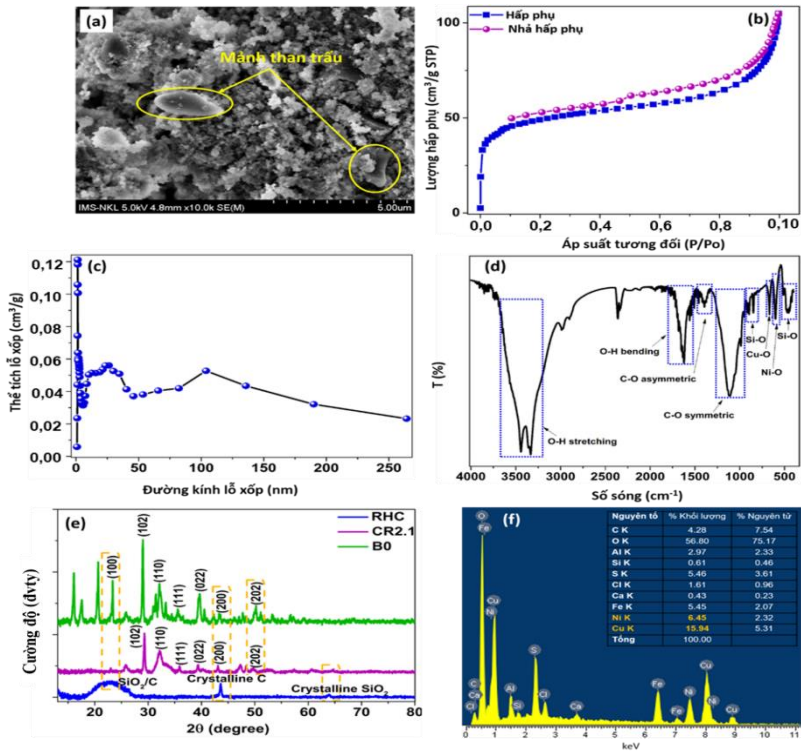 (a)
Mảnh than trấu
IMS-NKL 5.0kV 4.8mm x10.0k SE(M)
5.00um
(b)
Hấp phụ
Nhả hấp phụ
Lượng hấp phụ (cm³/g STP)
100
50
0
0,0
0,2
0,4
0,6
0,8
0,10
Áp suất tương đối (P/Po)
(c)
Thể tích lỗ xốp (cm³/g)
0,12
0,10
0,08
0,06
0,04
0,02
0,00
0
50
100
150
200
250
Đường kính lỗ xốp (nm)
(d)
T (%)
O-H stretching
O-H bending
C-O asymmetric
C-O symmetric
Si-O
Cu-O
Ni-O
Si-O
4000
3500
3000
2500
2000
1500
1000
500
Số sóng (cm⁻¹)
(e)
RHC
CR2.1
B0
Cường độ (đvty)
(100)
(102)
(110)
(111)
(022)
(200)
(202)
(102)
(110)
(111)
(022)
(200)
(202)
SiO₂/C
Crystalline C
Crystalline SiO₂
20
30
40
50
60
70
80
2θ (degree)
(f)
Nguyên tố % Khối lượng % Nguyên tử
C K 4.28 7.54
O K 56.80 75.17
Al K 2.97 2.33
Si K 0.61 0.46
S K 5.46 3.61
Cl K 1.61 0.96
Ca K 0.43 0.23
Fe K 5.45 2.07
Ni K 6.45 2.32
Cu K 15.94 5.31
Tổng 100.00
O
Fe
Cu
Ni
C
Ca
Cl
Al
Si
S
Cl
Ca
Fe
Fe
Ni
Cu
Ni
Cu
0
1
2
3
4
5
6
7
8
9
10
11
keV